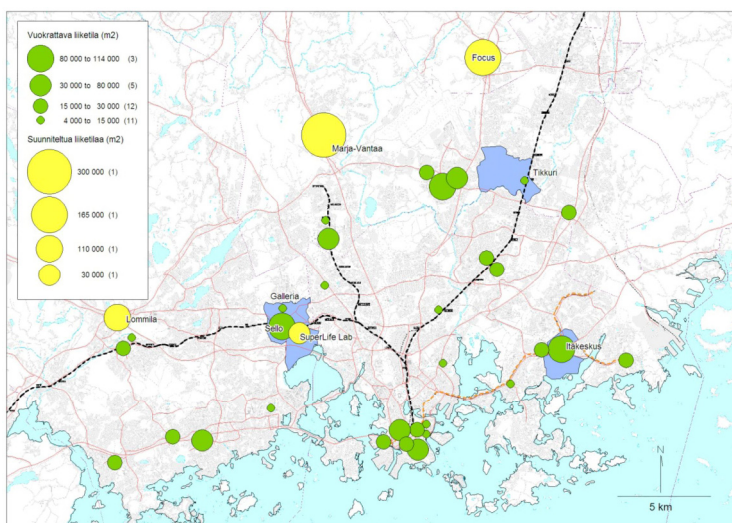 Vuokrattava liiketila (m2)
80 000 to 114 000 (3)
30 000 to 80 000 (5)
15 000 to 30 000 (12)
4 000 to 15 000 (11)
Suunniteltua liiketilaa (m2)
300 000 (1)
165 000 (1)
110 000 (1)
30 000 (1)
Focus
Marja-Vantaa
Tikkuri
Galleria
Lommila
Sello
SuperLife Lab
Itäkeskus
N
5 km